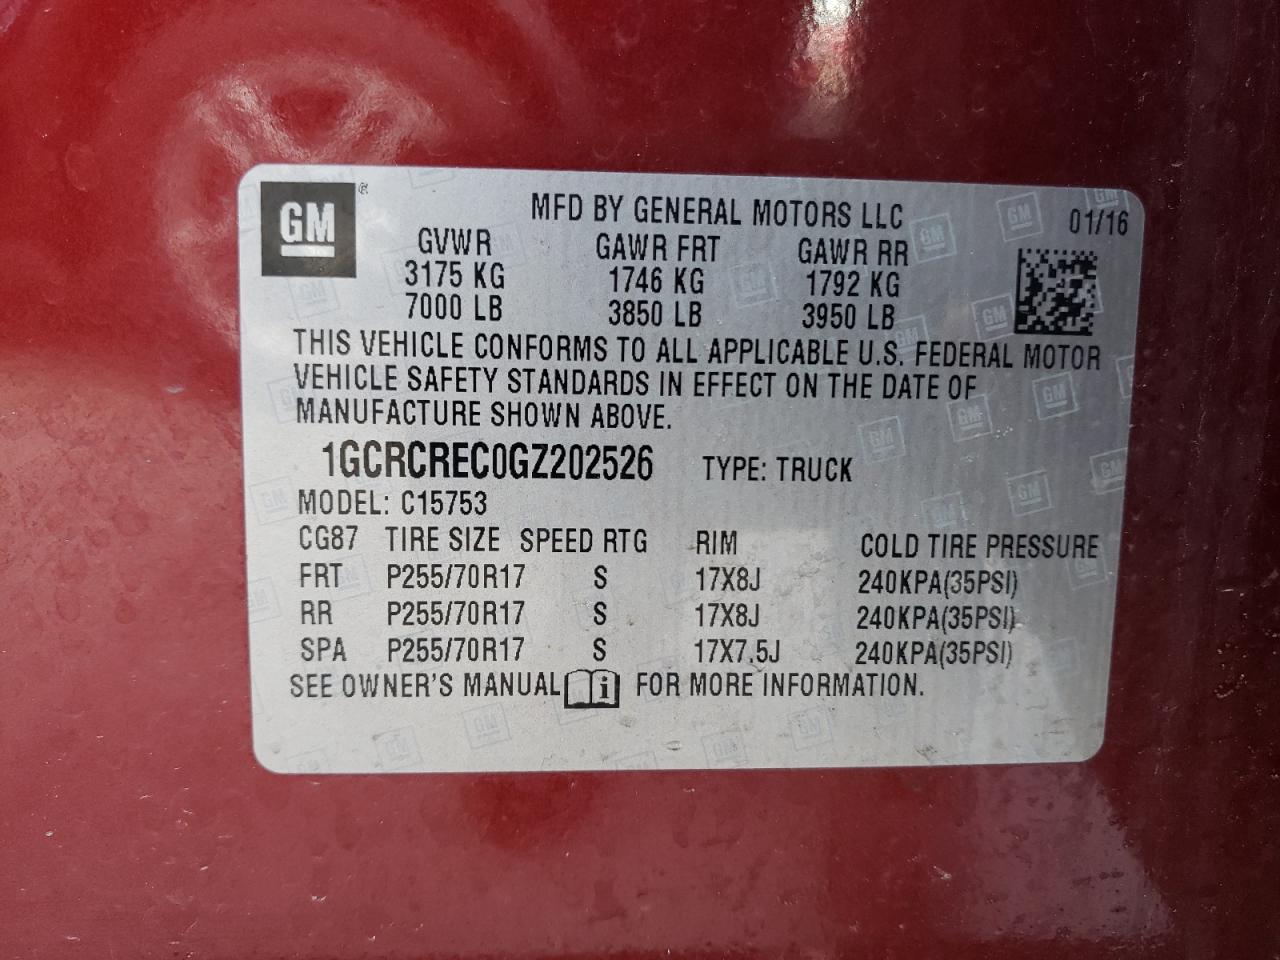 GM ®
MFD BY GENERAL MOTORS LLC 01/16
GVWR GAWR FRT GAWR RR
3175 KG 1746 KG 1792 KG
7000 LB 3850 LB 3950 LB
THIS VEHICLE CONFORMS TO ALL APPLICABLE U.S. FEDERAL MOTOR
VEHICLE SAFETY STANDARDS IN EFFECT ON THE DATE OF
MANUFACTURE SHOWN ABOVE.
1GCRCREC0GZ202526 TYPE: TRUCK
MODEL: C15753
CG87 TIRE SIZE SPEED RTG RIM COLD TIRE PRESSURE
FRT P255/70R17 S 17X8J 240KPA(35PSI)
RR P255/70R17 S 17X8J 240KPA(35PSI)
SPA P255/70R17 S 17X7.5J 240KPA(35PSI)
SEE OWNER'S MANUAL i FOR MORE INFORMATION.